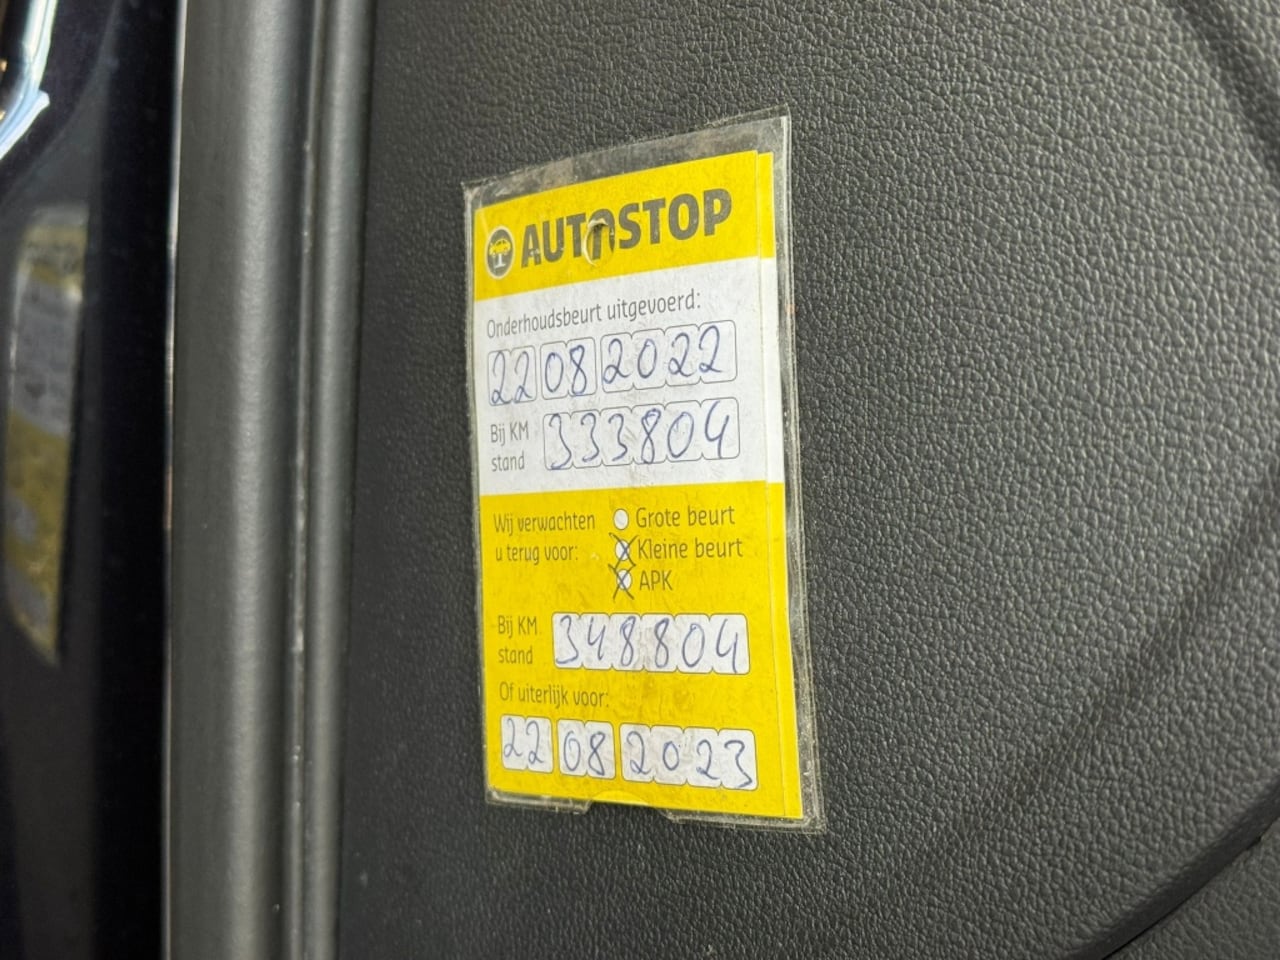 AUTOSTOP
Onderhoudsbeurt uitgevoerd:
22 08 2022
Bij KM
stand
333804
Wij verwachten
u terug voor:
Grote beurt
Kleine beurt
APK
Bij KM
stand
348804
Of uiterlijk voor:
22 08 2023